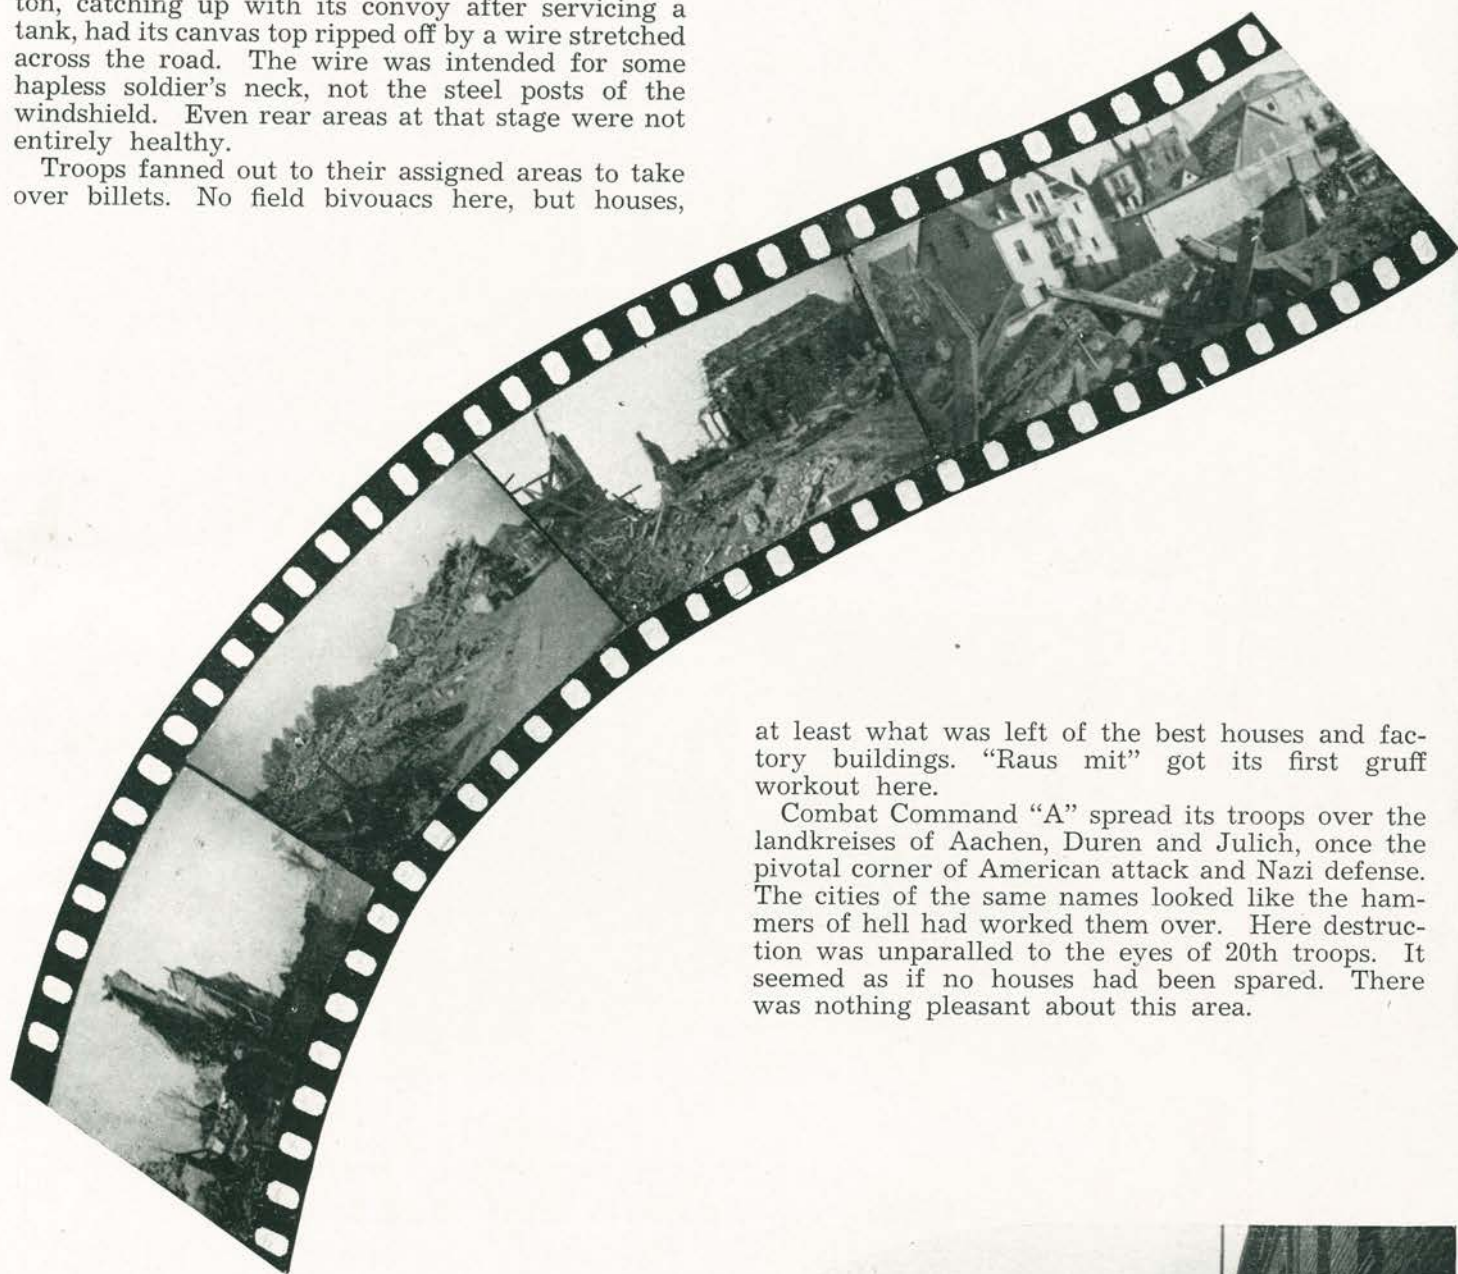 ton, catching up with its convoy after servicing a
tank, had its canvas top ripped off by a wire stretched
across the road. The wire was intended for some
hapless soldier's neck, not the steel posts of the
windshield. Even rear areas at that stage were not
entirely healthy.
Troops fanned out to their assigned areas to take
over billets. No field bivouacs here, but houses,
at least what was left of the best houses and fac-
tory buildings. “Raus mit” got its first gruff
workout here.
Combat Command “A” spread its troops over the
landkreises of Aachen, Duren and Julich, once the
pivotal corner of American attack and Nazi defense.
The cities of the same names looked like the ham-
mers of hell had worked them over. Here destruc-
tion was unparalled to the eyes of 20th troops. It
seemed as if no houses had been spared. There
was nothing pleasant about this area.